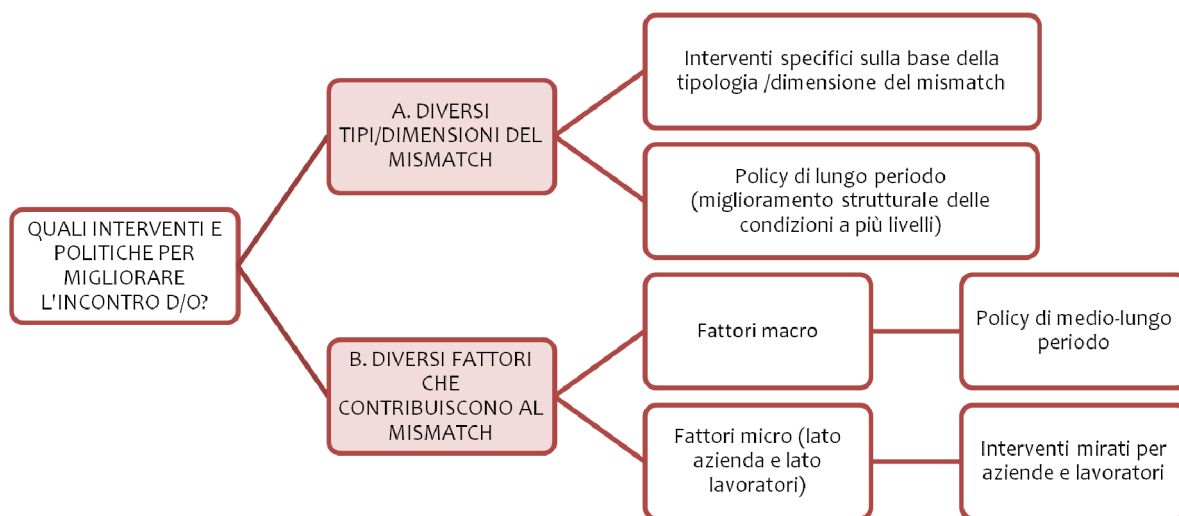 QUALI INTERVENTI E
POLITICHE PER
MIGLIORARE
L'INCONTRO D/O?
A. DIVERSI
TIPI/DIMENSIONI DEL
MISMATCH
Interventi specifici sulla base della
tipologia /dimensione del mismatch
Policy di lungo periodo
(miglioramento strutturale delle
condizioni a più livelli)
B. DIVERSI FATTORI
CHE
CONTRIBUISCONO AL
MISMATCH
Fattori macro
Policy di medio-lungo
periodo
Fattori micro (lato
azienda e lato
lavoratori)
Interventi mirati per
aziende e lavoratori